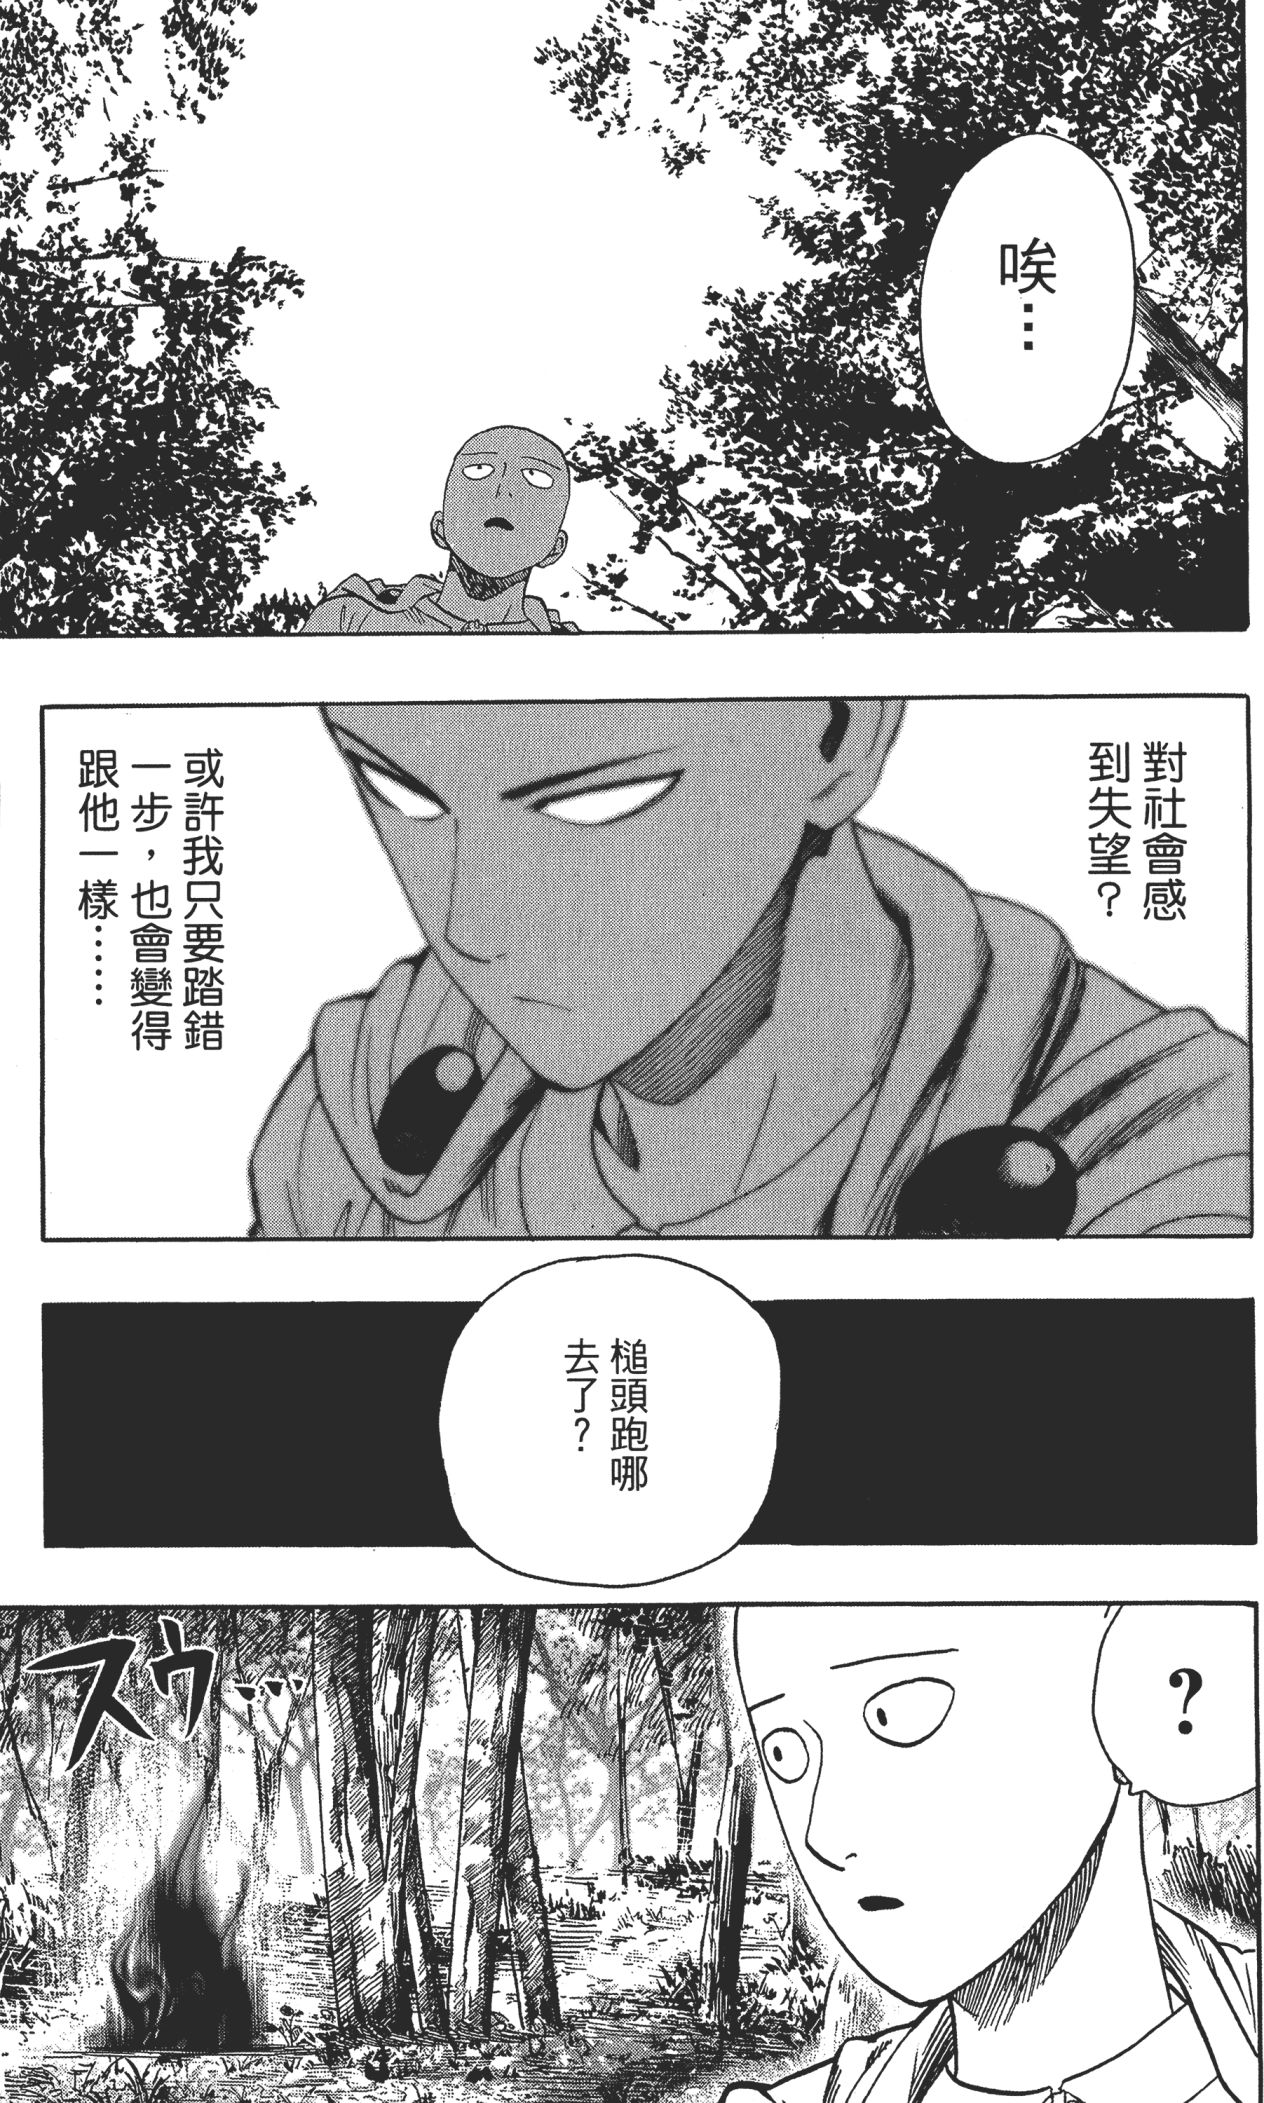 唉…
對社會感
到失望？
或許我只要踏錯
一步，也會變得
跟他一樣……
槌頭跑哪
去了？
？
スゥ…